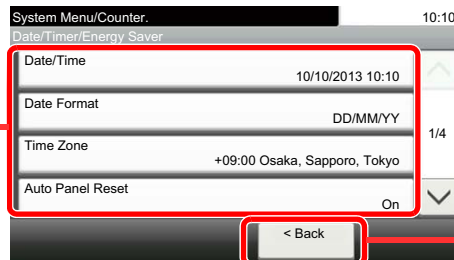 System Menu/Counter. 10:10
Date/Timer/Energy Saver
Date/Time
10/10/2013 10:10
Date Format
DD/MM/YY
1/4
Time Zone
+09:00 Osaka, Sapporo, Tokyo
Auto Panel Reset
On
< Back